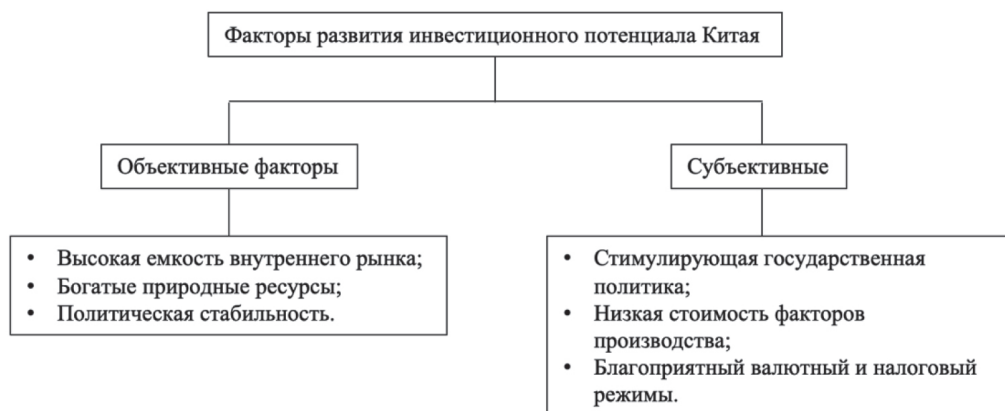 Факторы развития инвестиционного потенциала Китая
Объективные факторы
• Высокая емкость внутреннего рынка;
• Богатые природные ресурсы;
• Политическая стабильность.
Субъективные
• Стимулирующая государственная
политика;
• Низкая стоимость факторов
производства;
• Благоприятный валютный и налоговый
режимы.